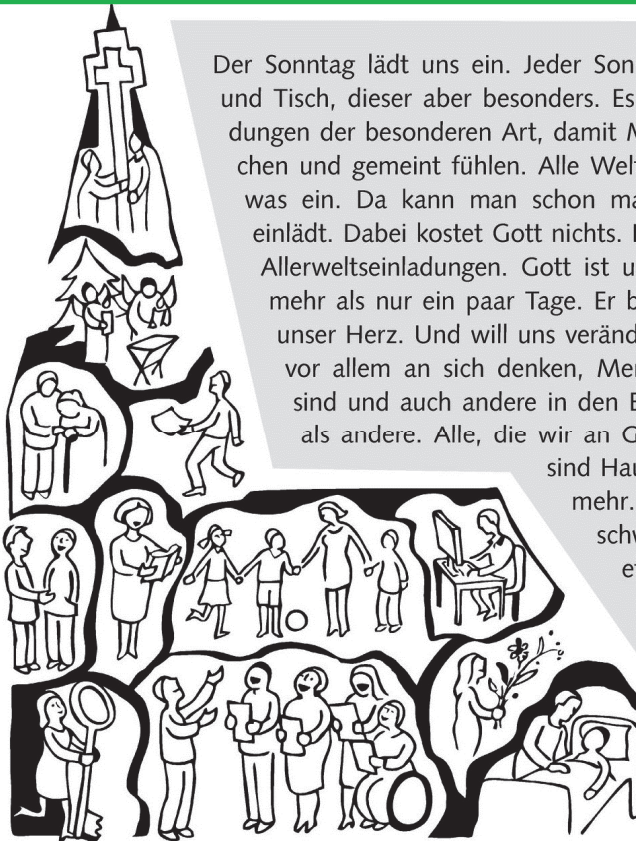 Der Sonntag lädt uns ein. Jeder Son
und Tisch, dieser aber besonders. Es
dungen der besonderen Art, damit M
chen und gemeint fühlen. Alle Wel
was ein. Da kann man schon ma
einlädt. Dabei kostet Gott nichts.
Allerweltseinladungen. Gott ist u
mehr als nur ein paar Tage. Er b
unser Herz. Und will uns veränd
vor allem an sich denken, Me
sind und auch andere in den
als andere. Alle, die wir an G
sind Hau
mehr.
schw
e